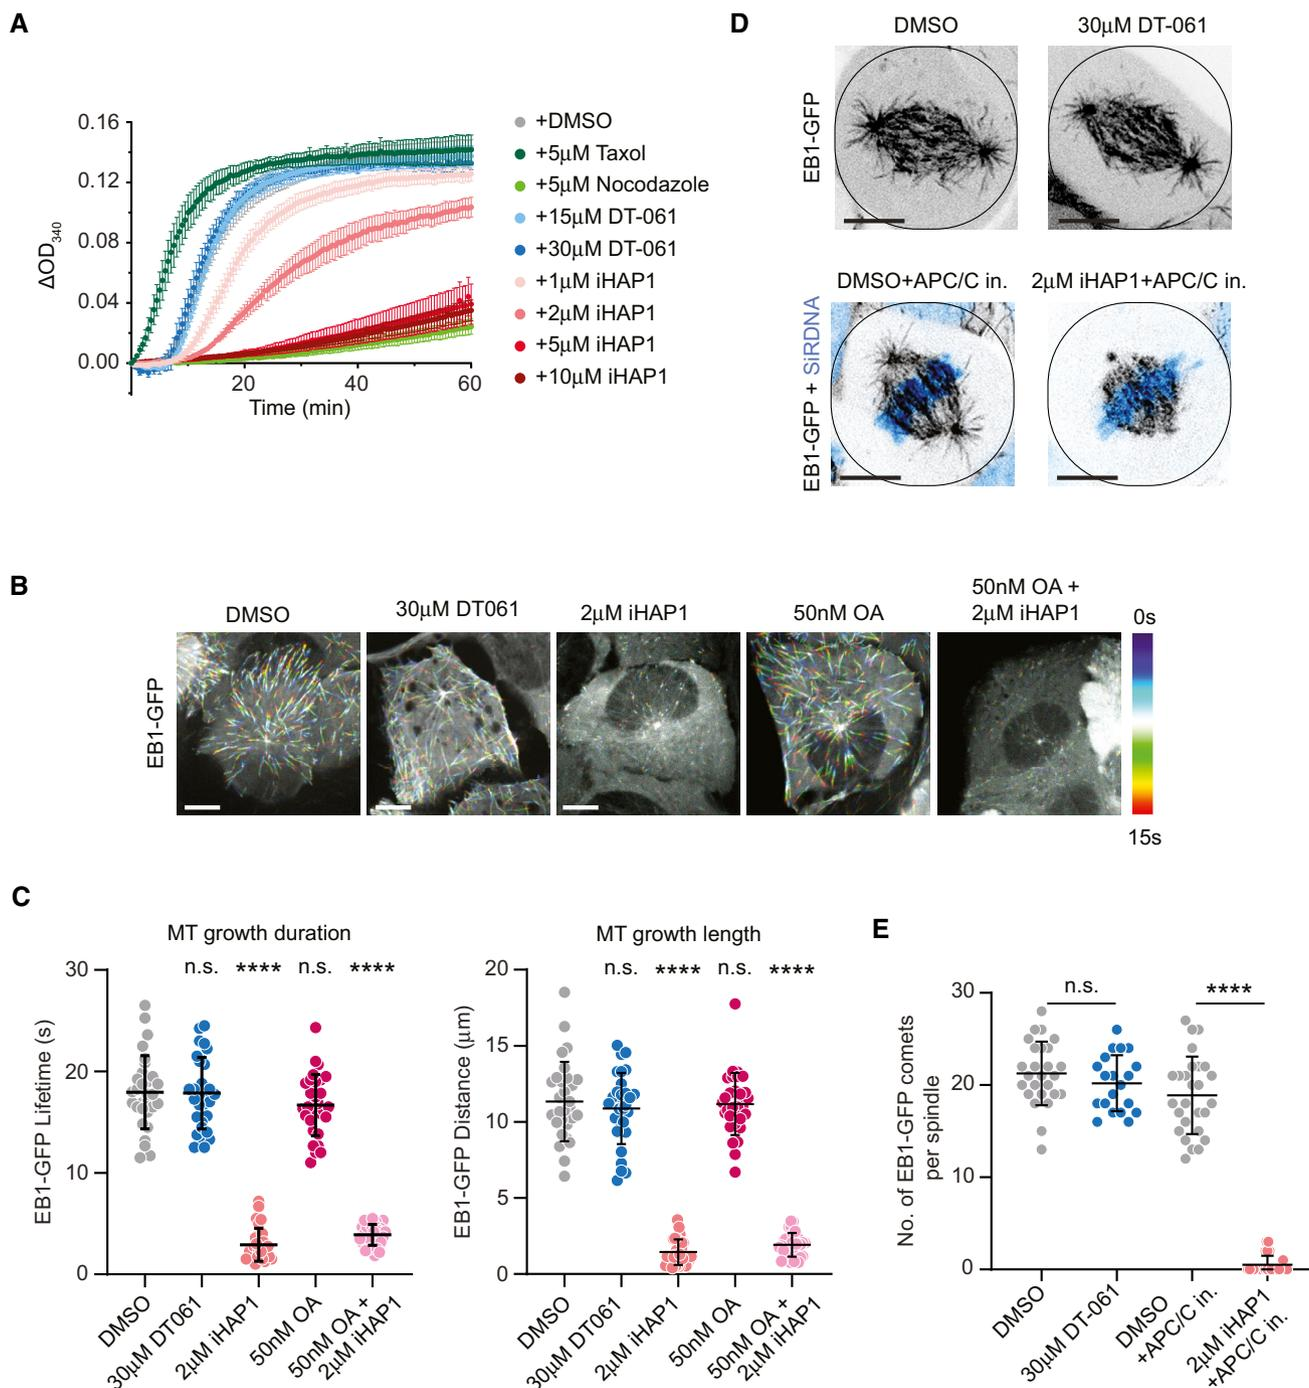 A
0.16
0.12
0.08
0.04
0.00
ΔOD340
20
40
60
Time (min)
+DMSO
+5µM Taxol
+5µM Nocodazole
+15µM DT-061
+30µM DT-061
+1µM iHAP1
+2µM iHAP1
+5µM iHAP1
+10µM iHAP1
D
DMSO
30µM DT-061
EB1-GFP
DMSO+APC/C in.
2µM iHAP1+APC/C in.
EB1-GFP + SiRDNA
B
DMSO
30µM DT061
2µM iHAP1
50nM OA
50nM OA +
2µM iHAP1
EB1-GFP
0s
15s
C
MT growth duration
n.s.
****
n.s.
****
30
20
10
0
EB1-GFP Lifetime (s)
DMSO
30µM DT061
2µM iHAP1
50nM OA
50nM OA +
2µM iHAP1
MT growth length
n.s.
****
n.s.
****
20
15
10
5
0
EB1-GFP Distance (µm)
DMSO
30µM DT061
2µM iHAP1
50nM OA
50nM OA +
2µM iHAP1
E
n.s.
****
30
20
10
0
No. of EB1-GFP comets
per spindle
DMSO
30µM DT-061
DMSO
+APC/C in.
2µM iHAP1
+APC/C in.